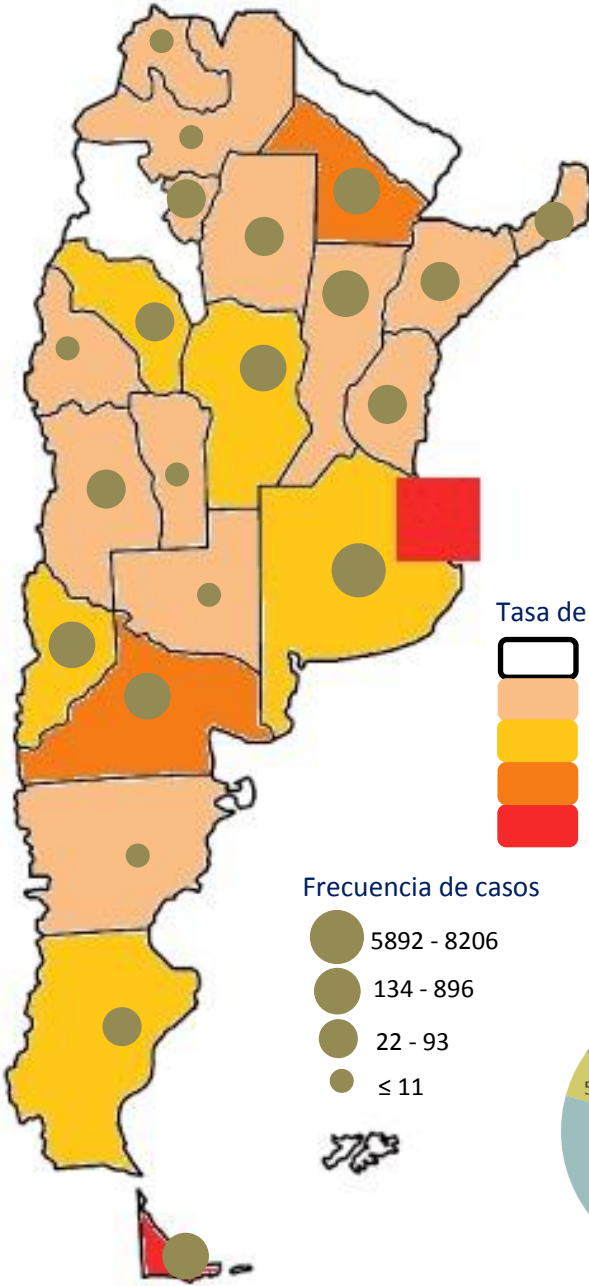 Tasa de
Frecuencia de casos
5892 - 8206
134 - 896
22 - 93
≤ 11